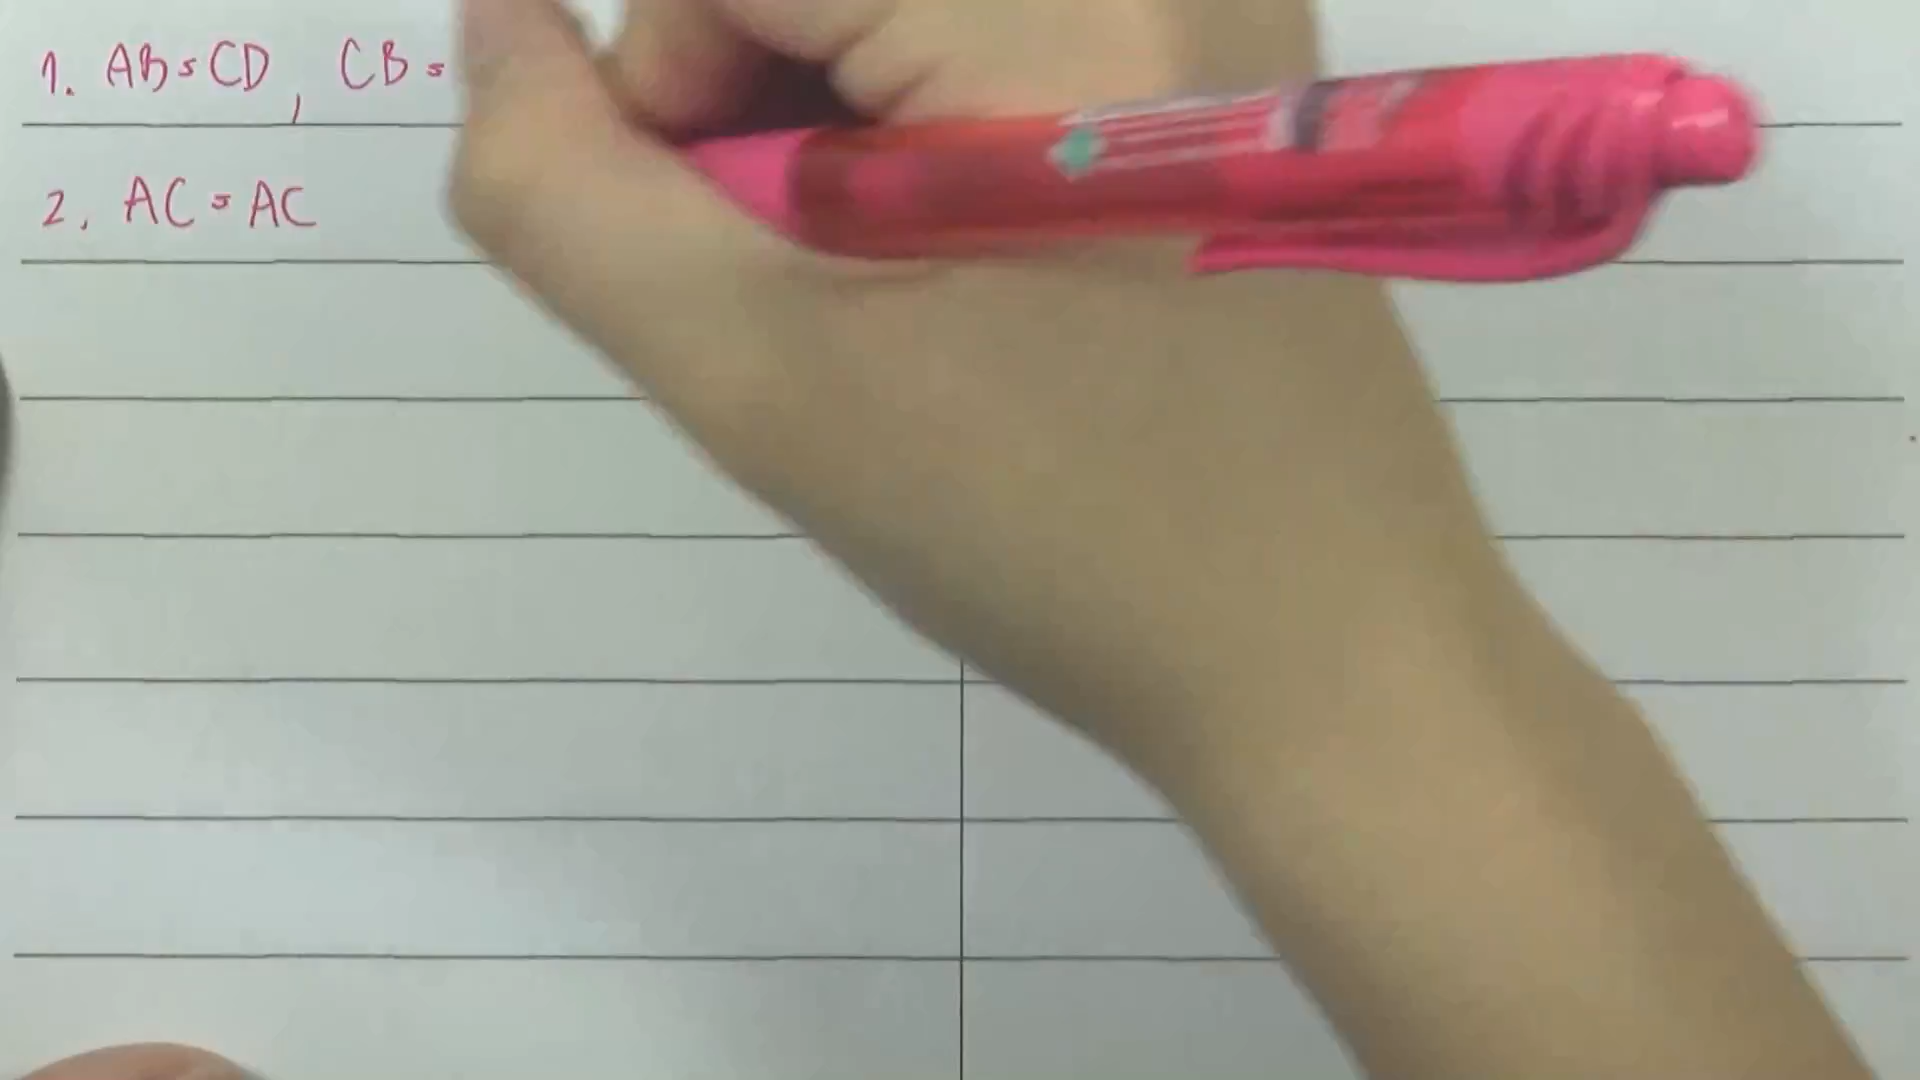 1. AB = CD, CB =
2. AC = AC